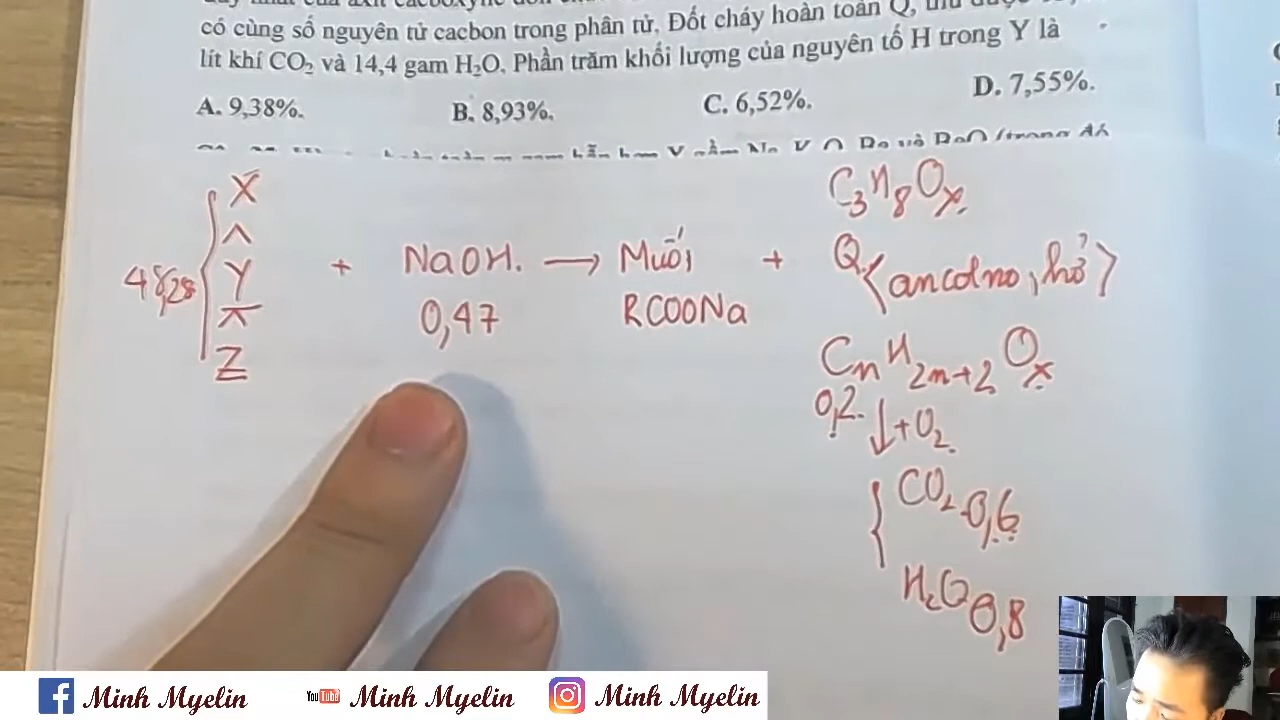 có cùng số nguyên tử cacbon trong phân tử. Đốt cháy hoàn toàn Q, thu được
lít khí CO₂ và 14,4 gam H₂O. Phần trăm khối lượng của nguyên tố H trong Y là
A. 9,38%. B. 8,93%. C. 6,52%. D. 7,55%.
X
^
Y
^
Z
48,28
+ NaOH. → Muối + Q
0,47 RCOONa
C₃H₈Oₓ.
(ancol no, hở)
CₙH₂ₙ₊₂Oₓ
0,2. ↓ +O₂
CO₂ 0,6
H₂O 0,8
Minh Myelin
YouTube Minh Myelin
Minh Myelin